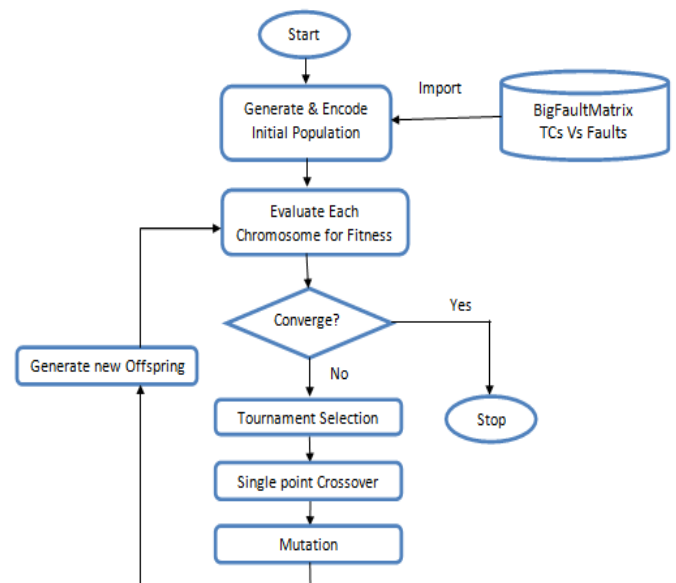 Start
Import
Generate & Encode
Initial Population
BigFaultMatrix
TCs Vs Faults
Evaluate Each
Chromosome for Fitness
Converge?
Yes
No
Generate new Offspring
Tournament Selection
Stop
Single point Crossover
Mutation